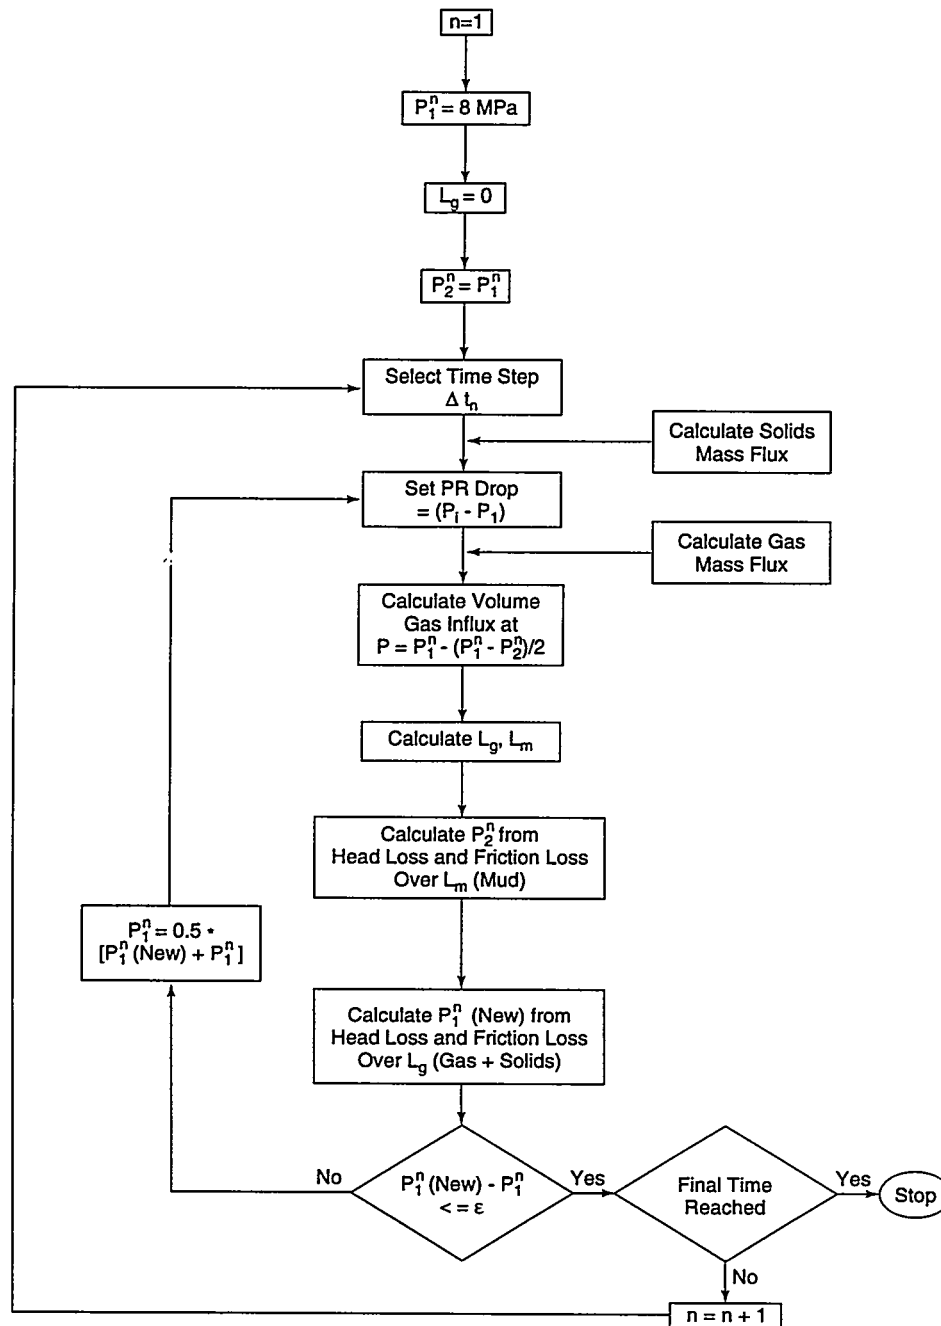 n=1
P₁ⁿ = 8 MPa
L_g = 0
P₂ⁿ = P₁ⁿ
Select Time Step
Δ tₙ
Calculate Solids
Mass Flux
Set PR Drop
= (Pᵢ - P₁)
Calculate Gas
Mass Flux
Calculate Volume
Gas Influx at
P = P₁ⁿ - (P₁ⁿ - P₂ⁿ)/2
Calculate L_g, L_m
Calculate P₂ⁿ from
Head Loss and Friction Loss
Over L_m (Mud)
P₁ⁿ = 0.5 *
[P₁ⁿ (New) + P₁ⁿ ]
Calculate P₁ⁿ (New) from
Head Loss and Friction Loss
Over L_g (Gas + Solids)
No
P₁ⁿ (New) - P₁ⁿ
< = ε
Yes
Final Time
Reached
Yes
Stop
No
n = n + 1